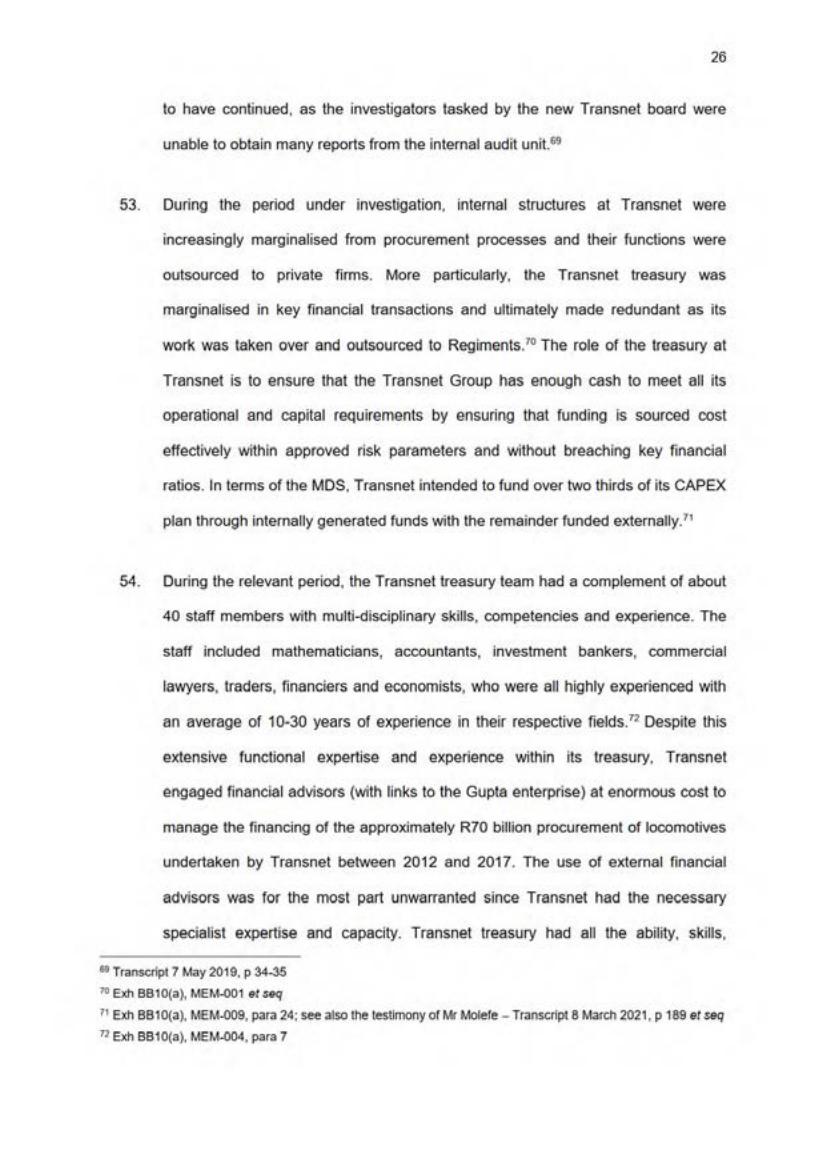 26
to have continued, as the investigators tasked by the new Transnet board were
unable to obtain many reports from the internal audit unit.⁶⁹
53. During the period under investigation, internal structures at Transnet were
increasingly marginalised from procurement processes and their functions were
outsourced to private firms. More particularly, the Transnet treasury was
marginalised in key financial transactions and ultimately made redundant as its
work was taken over and outsourced to Regiments.⁷⁰ The role of the treasury at
Transnet is to ensure that the Transnet Group has enough cash to meet all its
operational and capital requirements by ensuring that funding is sourced cost
effectively within approved risk parameters and without breaching key financial
ratios. In terms of the MDS, Transnet intended to fund over two thirds of its CAPEX
plan through internally generated funds with the remainder funded externally.⁷¹
54. During the relevant period, the Transnet treasury team had a complement of about
40 staff members with multi-disciplinary skills, competencies and experience. The
staff included mathematicians, accountants, investment bankers, commercial
lawyers, traders, financiers and economists, who were all highly experienced with
an average of 10-30 years of experience in their respective fields.⁷² Despite this
extensive functional expertise and experience within its treasury, Transnet
engaged financial advisors (with links to the Gupta enterprise) at enormous cost to
manage the financing of the approximately R70 billion procurement of locomotives
undertaken by Transnet between 2012 and 2017. The use of external financial
advisors was for the most part unwarranted since Transnet had the necessary
specialist expertise and capacity. Transnet treasury had all the ability, skills,
⁶⁹ Transcript 7 May 2019, p 34-35
⁷⁰ Exh BB10(a), MEM-001 et seq
⁷¹ Exh BB10(a), MEM-009, para 24; see also the testimony of Mr Molefe – Transcript 8 March 2021, p 189 et seq
⁷² Exh BB10(a), MEM-004, para 7